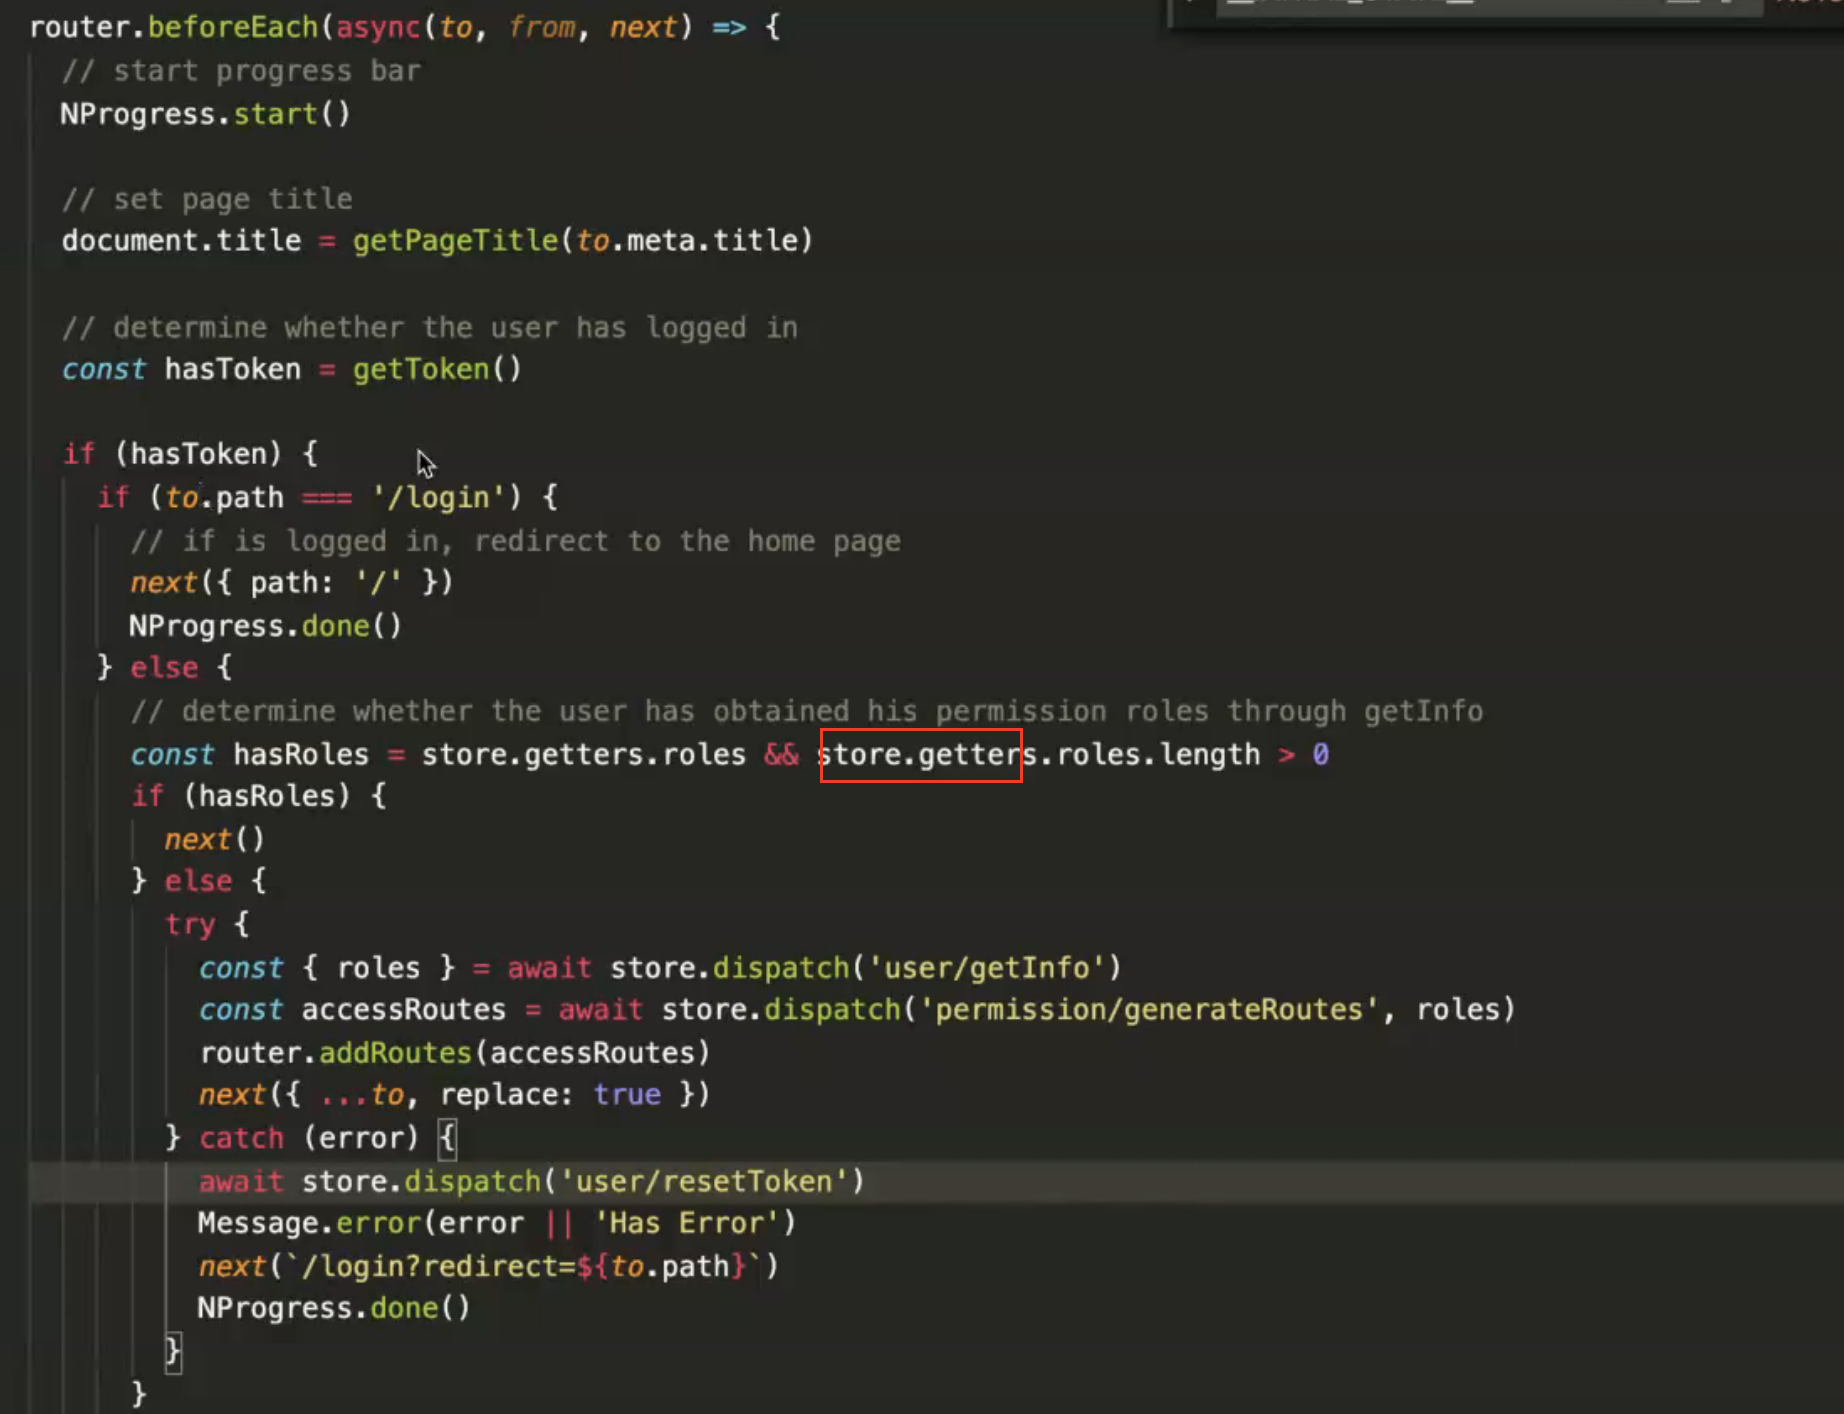 router.beforeEach(async(to, from, next) => {
// start progress bar
NProgress.start()
// set page title
document.title = getPageTitle(to.meta.title)
// determine whether the user has logged in
const hasToken = getToken()
if (hasToken) {
if (to.path === '/login') {
// if is logged in, redirect to the home page
next({ path: '/' })
NProgress.done()
} else {
// determine whether the user has obtained his permission roles through getInfo
const hasRoles = store.getters.roles && store.getters.roles.length > 0
if (hasRoles) {
next()
} else {
try {
const { roles } = await store.dispatch('user/getInfo')
const accessRoutes = await store.dispatch('permission/generateRoutes', roles)
router.addRoutes(accessRoutes)
next({ ...to, replace: true })
} catch (error) {
await store.dispatch('user/resetToken')
Message.error(error || 'Has Error')
next(`/login?redirect=${to.path}`)
NProgress.done()
}
}